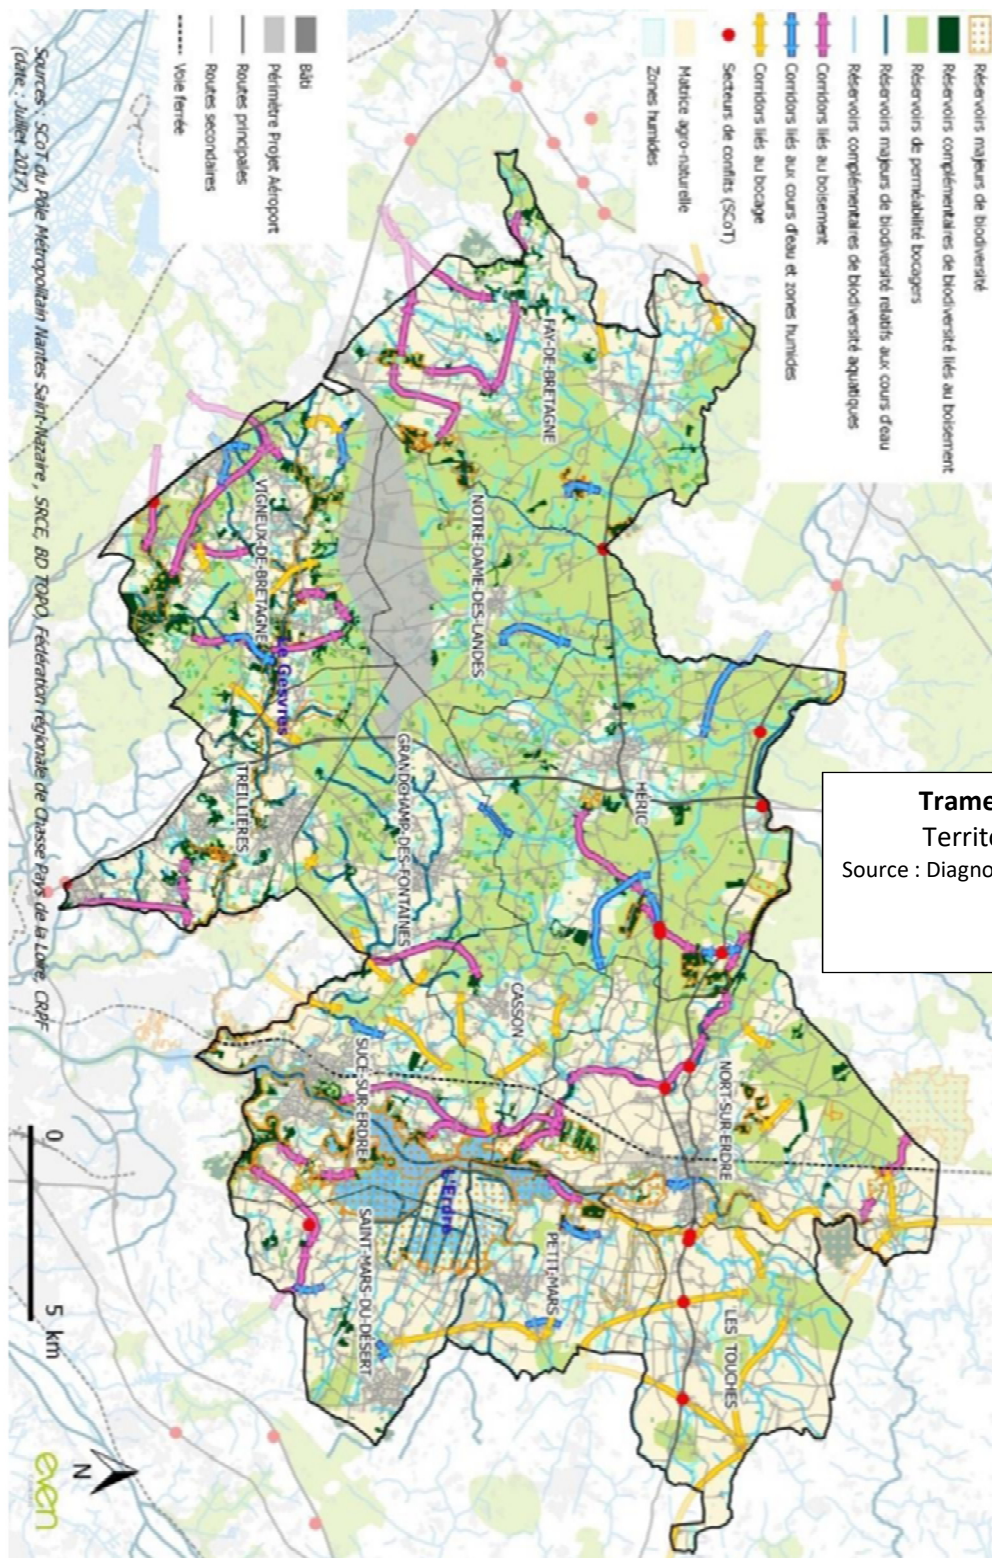 Réservoirs majeurs de biodiversité
Réservoirs complémentaires de biodiversité liés au boisement
Réservoirs de perméabilité bocagers
Réservoirs majeurs de biodiversité relatifs aux cours d'eau
Réservoirs complémentaires de biodiversité aquatiques
Corridors liés au boisement
Corridors liés aux cours d'eau et zones humides
Corridors liés au bocage
Secteurs de conflits (SCoT)
Matrice agro-naturelle
Zones humides
Bâti
Périmètre Projet Aéroport
Routes principales
Routes secondaires
Voie ferrée
FAY-DE-BRETAGNE
NOTRE-DAME-DES-LANDES
VIGNEUX-DE-BRETAGNE
Le Gesvres
HERIC
GRANDCHAMP-DES-FONTAINES
TREILLIERES
CASSON
NORT-SUR-ERDRE
SUCE-SUR-ERDRE
L'Erdre
LES TOUCHES
PETIT-MARS
SAINT-MARS-DU-DESERT
Trame
Territo
Source : Diagno
0 5 km
N
even
Sources : SCoT du Pôle Métropolitain Nantes Saint-Nazaire , SRCE, BD TOPO, Fédération régionale de Chasse Pays de la Loire, CRPF
(date : Juillet 2017)